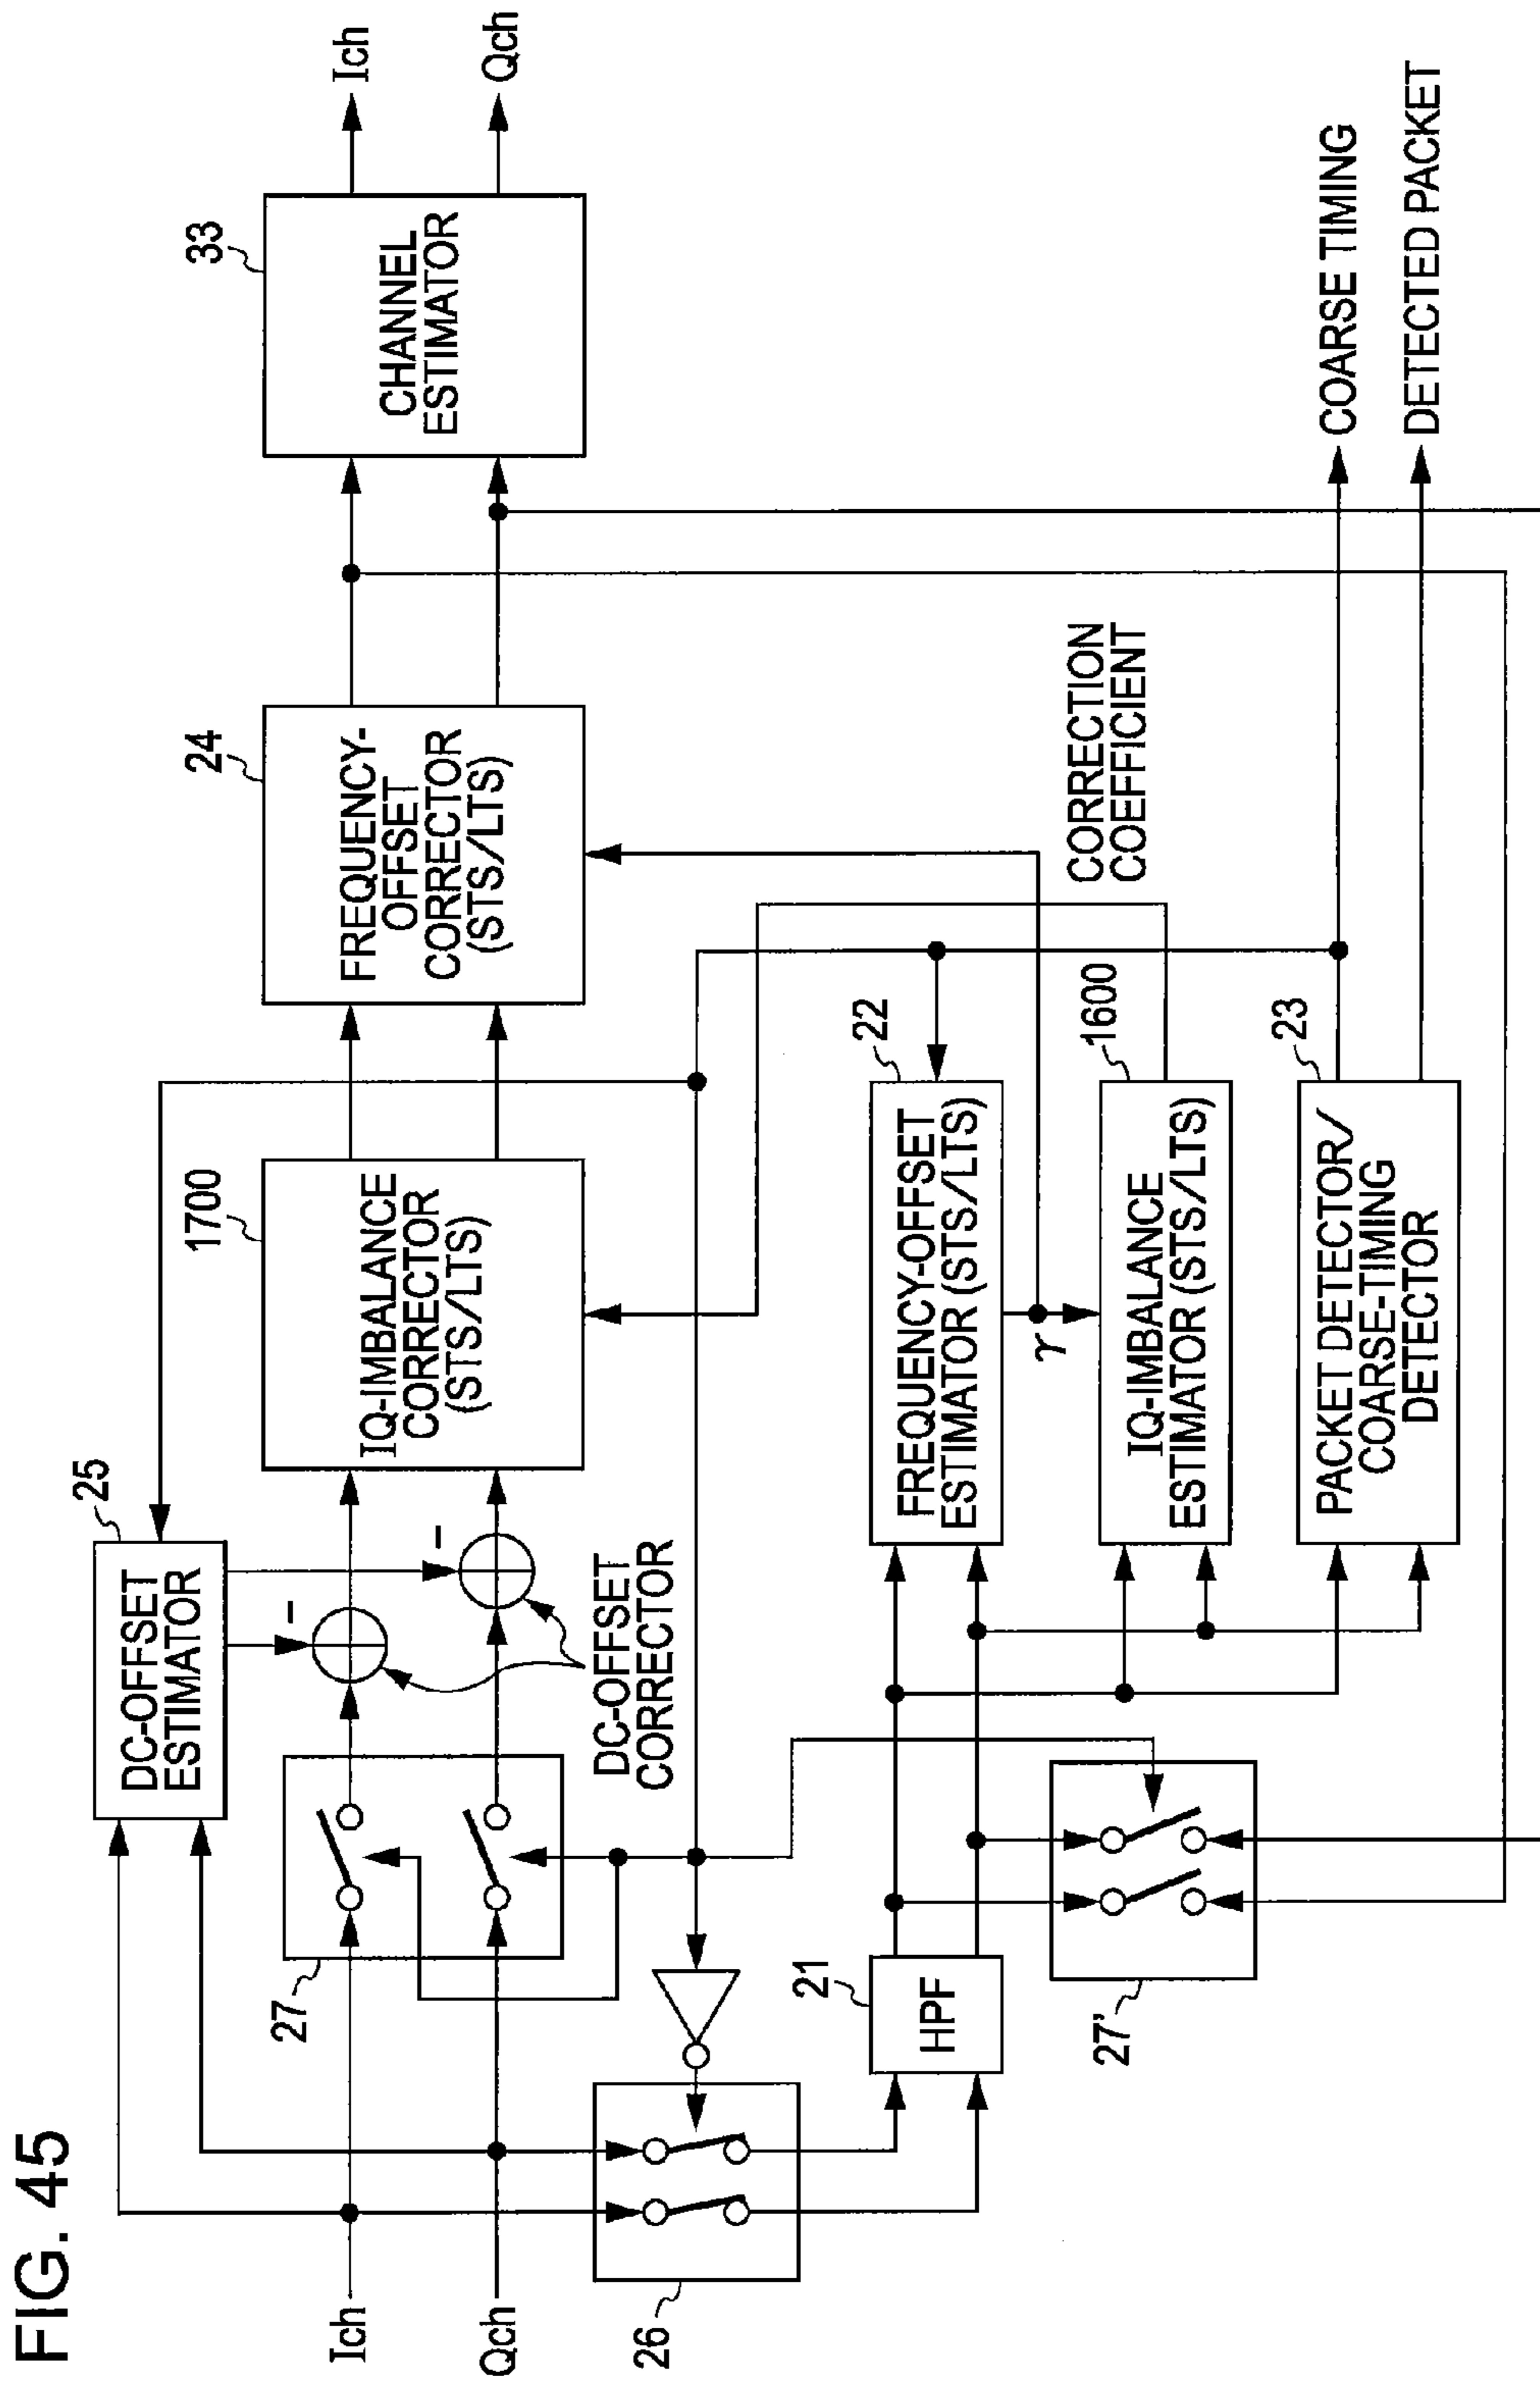 FIG. 45
25
DC-OFFSET
ESTIMATOR
1700
24
33
Ich
Qch
27
−
−
IQ-IMBALANCE
CORRECTOR
(STS/LTS)
FREQUENCY-
OFFSET
CORRECTOR
(STS/LTS)
CHANNEL
ESTIMATOR
Ich
Qch
DC-OFFSET
CORRECTOR
26
21
HPF
22
FREQUENCY-OFFSET
ESTIMATOR (STS/LTS)
γ
CORRECTION
COEFFICIENT
27'
1600
IQ-IMBALANCE
ESTIMATOR (STS/LTS)
23
PACKET DETECTOR/
COARSE-TIMING
DETECTOR
COARSE TIMING
DETECTED PACKET